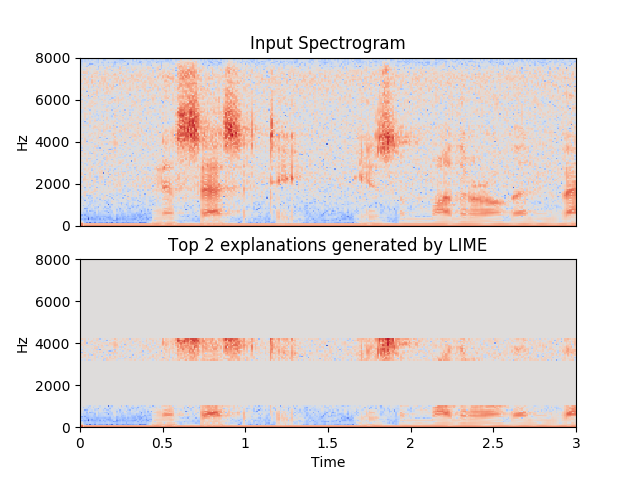 Input Spectrogram
8000
6000
4000
2000
0
Hz
Top 2 explanations generated by LIME
8000
6000
4000
2000
0
Hz
0 0.5 1 1.5 2 2.5 3
Time